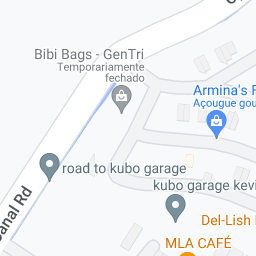 Bibi Bags - GenTri
Temporariamente
fechado
Armina's
Açougue gou
road to kubo garage
kubo garage kevi
Del-Lish
MLA CAFÉ
anal Rd